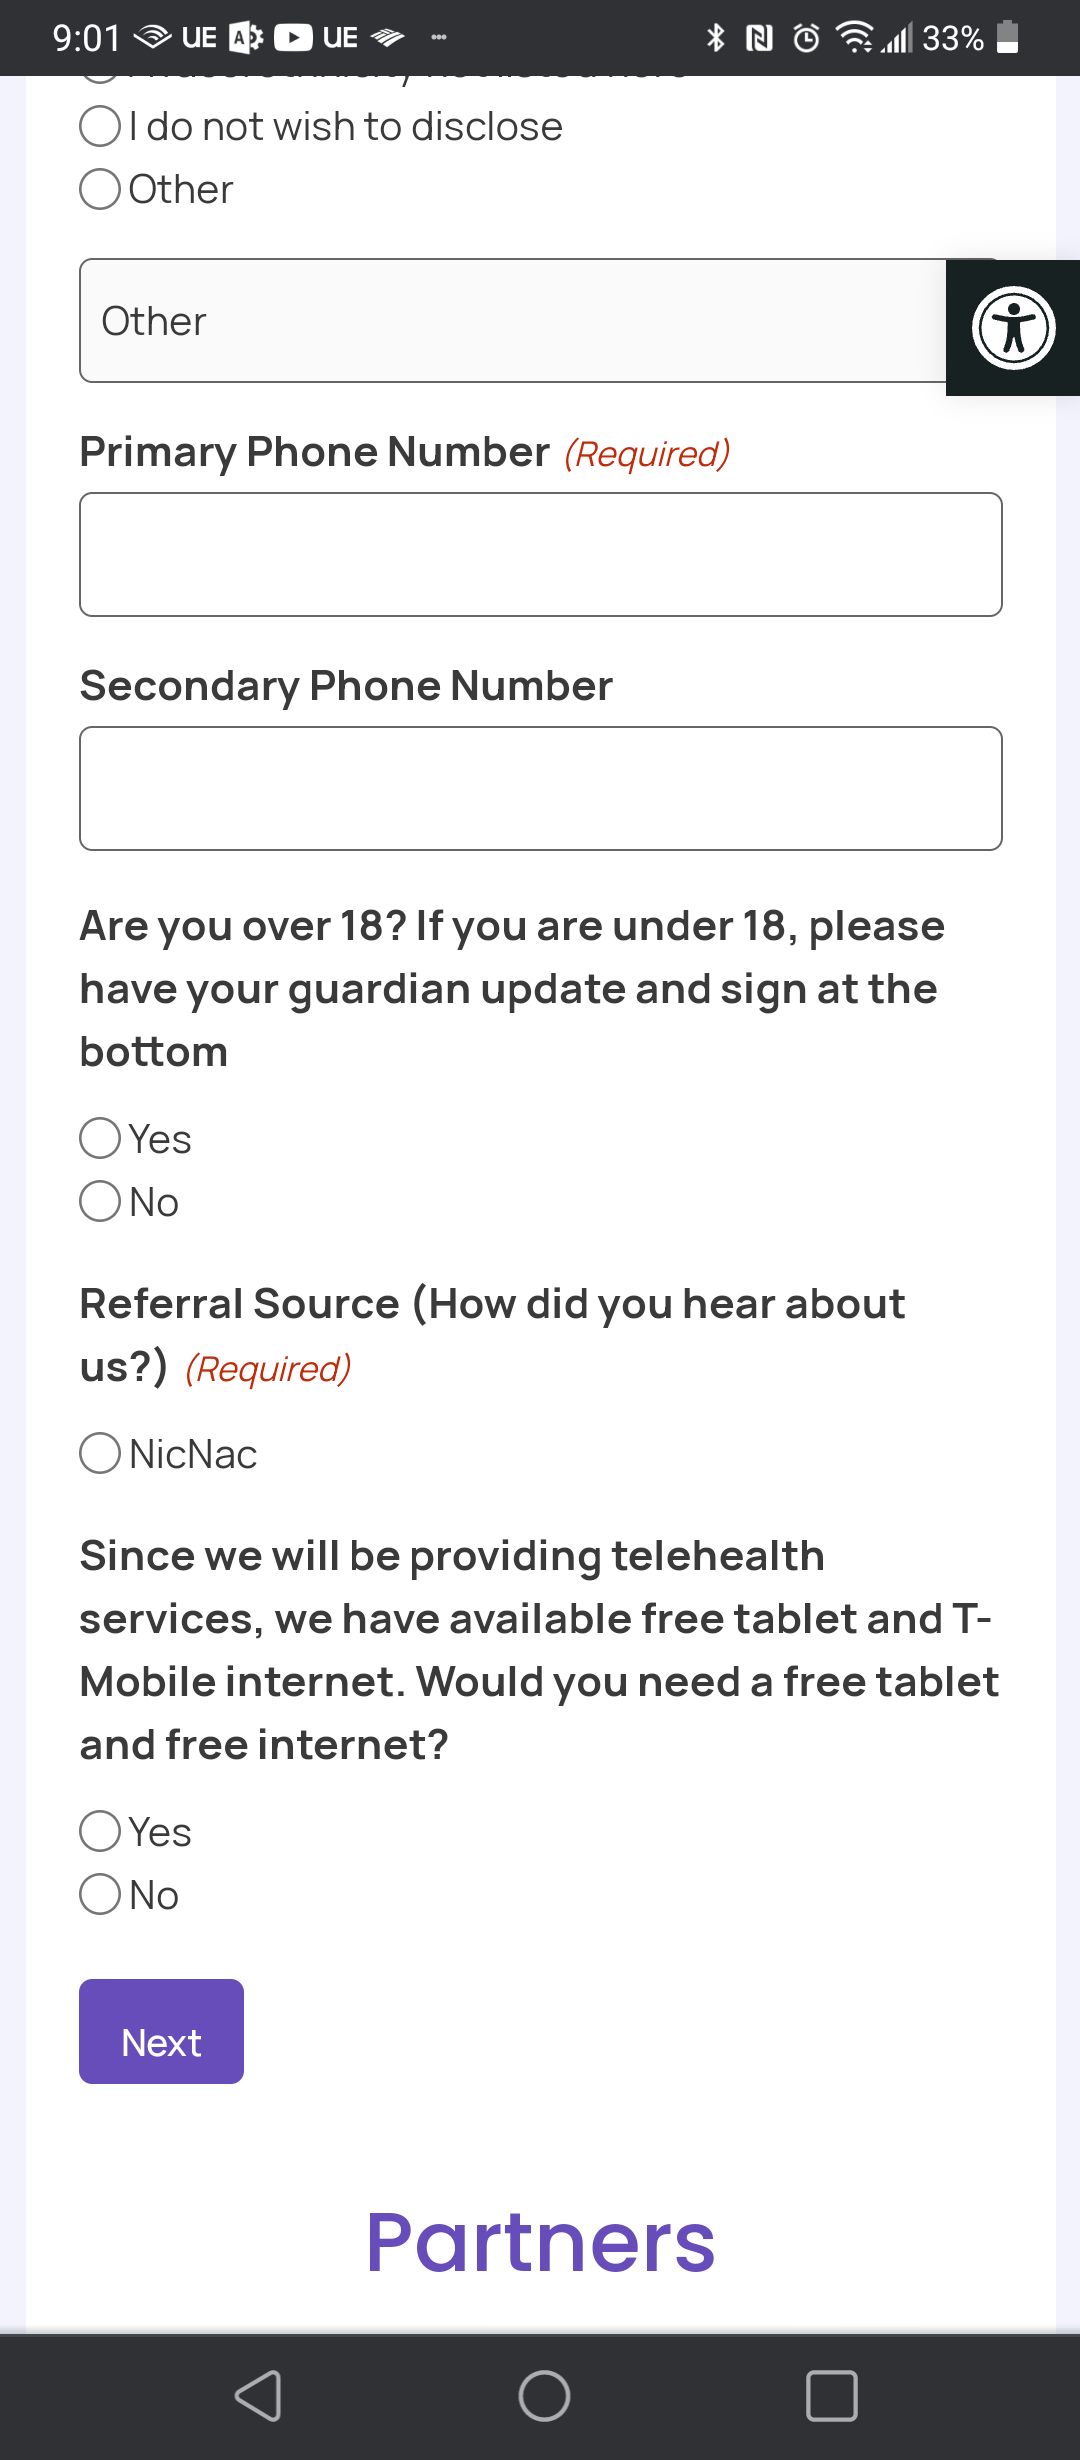 9:01 UE UE 33%
I do not wish to disclose
Other
Other
Primary Phone Number (Required)
Secondary Phone Number
Are you over 18? If you are under 18, please
have your guardian update and sign at the
bottom
Yes
No
Referral Source (How did you hear about
us?) (Required)
NicNac
Since we will be providing telehealth
services, we have available free tablet and T-
Mobile internet. Would you need a free tablet
and free internet?
Yes
No
Next
Partners